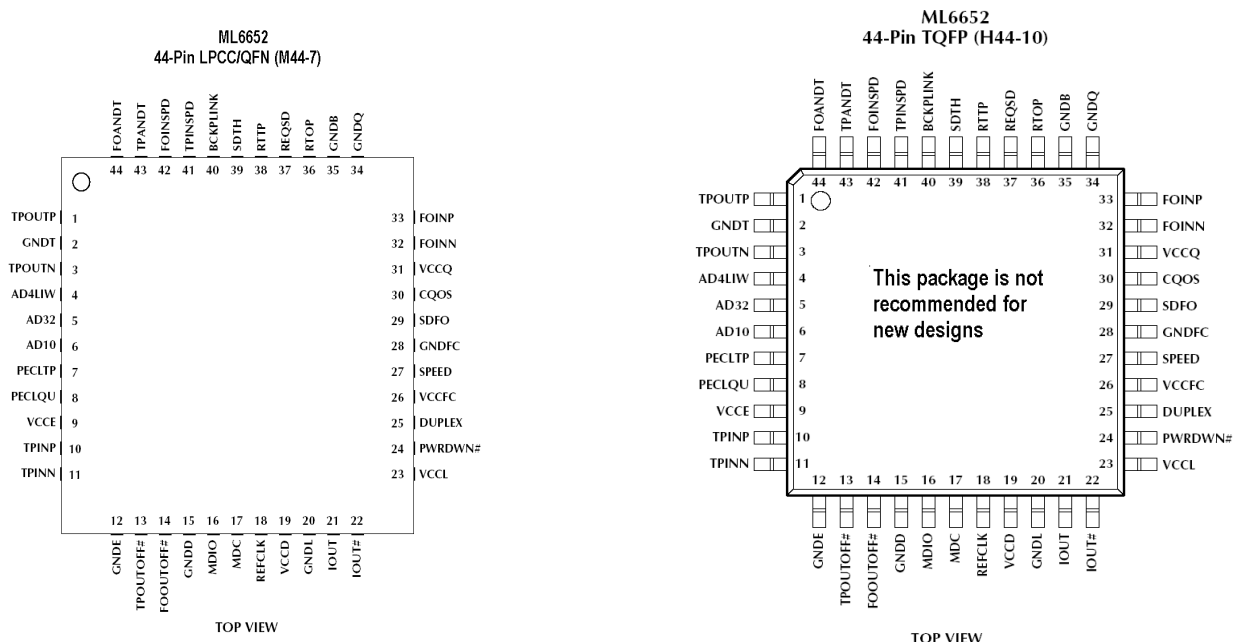 ML6652
44-Pin LPCC/QFN (M44-7)
FOANDT
TPANDT
FOINSPD
TPINSPD
BCKPLINK
SDTH
RTTP
REQSD
RTOP
GNDB
GNDQ
44 43 42 41 40 39 38 37 36 35 34
TPOUTP 1
GNDT 2
TPOUTN 3
AD4LIW 4
AD32 5
AD10 6
PECLTP 7
PECLQU 8
VCCE 9
TPINP 10
TPINN 11
33 FOINP
32 FOINN
31 VCCQ
30 CQOS
29 SDFO
28 GNDFC
27 SPEED
26 VCCFC
25 DUPLEX
24 PWRDWN#
23 VCCL
12 13 14 15 16 17 18 19 20 21 22
GNDE
TPOUTOFF#
FOOUTOFF#
GNDD
MDIO
MDC
REFCLK
VCCD
GNDL
IOUT
IOUT#
TOP VIEW
ML6652
44-Pin TQFP (H44-10)
FOANDT
TPANDT
FOINSPD
TPINSPD
BCKPLINK
SDTH
RTTP
REQSD
RTOP
GNDB
GNDQ
44 43 42 41 40 39 38 37 36 35 34
TPOUTP 1
GNDT 2
TPOUTN 3
AD4LIW 4
AD32 5
AD10 6
PECLTP 7
PECLQU 8
VCCE 9
TPINP 10
TPINN 11
This package is not
recommended for
new designs
33 FOINP
32 FOINN
31 VCCQ
30 CQOS
29 SDFO
28 GNDFC
27 SPEED
26 VCCFC
25 DUPLEX
24 PWRDWN#
23 VCCL
12 13 14 15 16 17 18 19 20 21 22
GNDE
TPOUTOFF#
FOOUTOFF#
GNDD
MDIO
MDC
REFCLK
VCCD
GNDL
IOUT
IOUT#
TOP VIEW